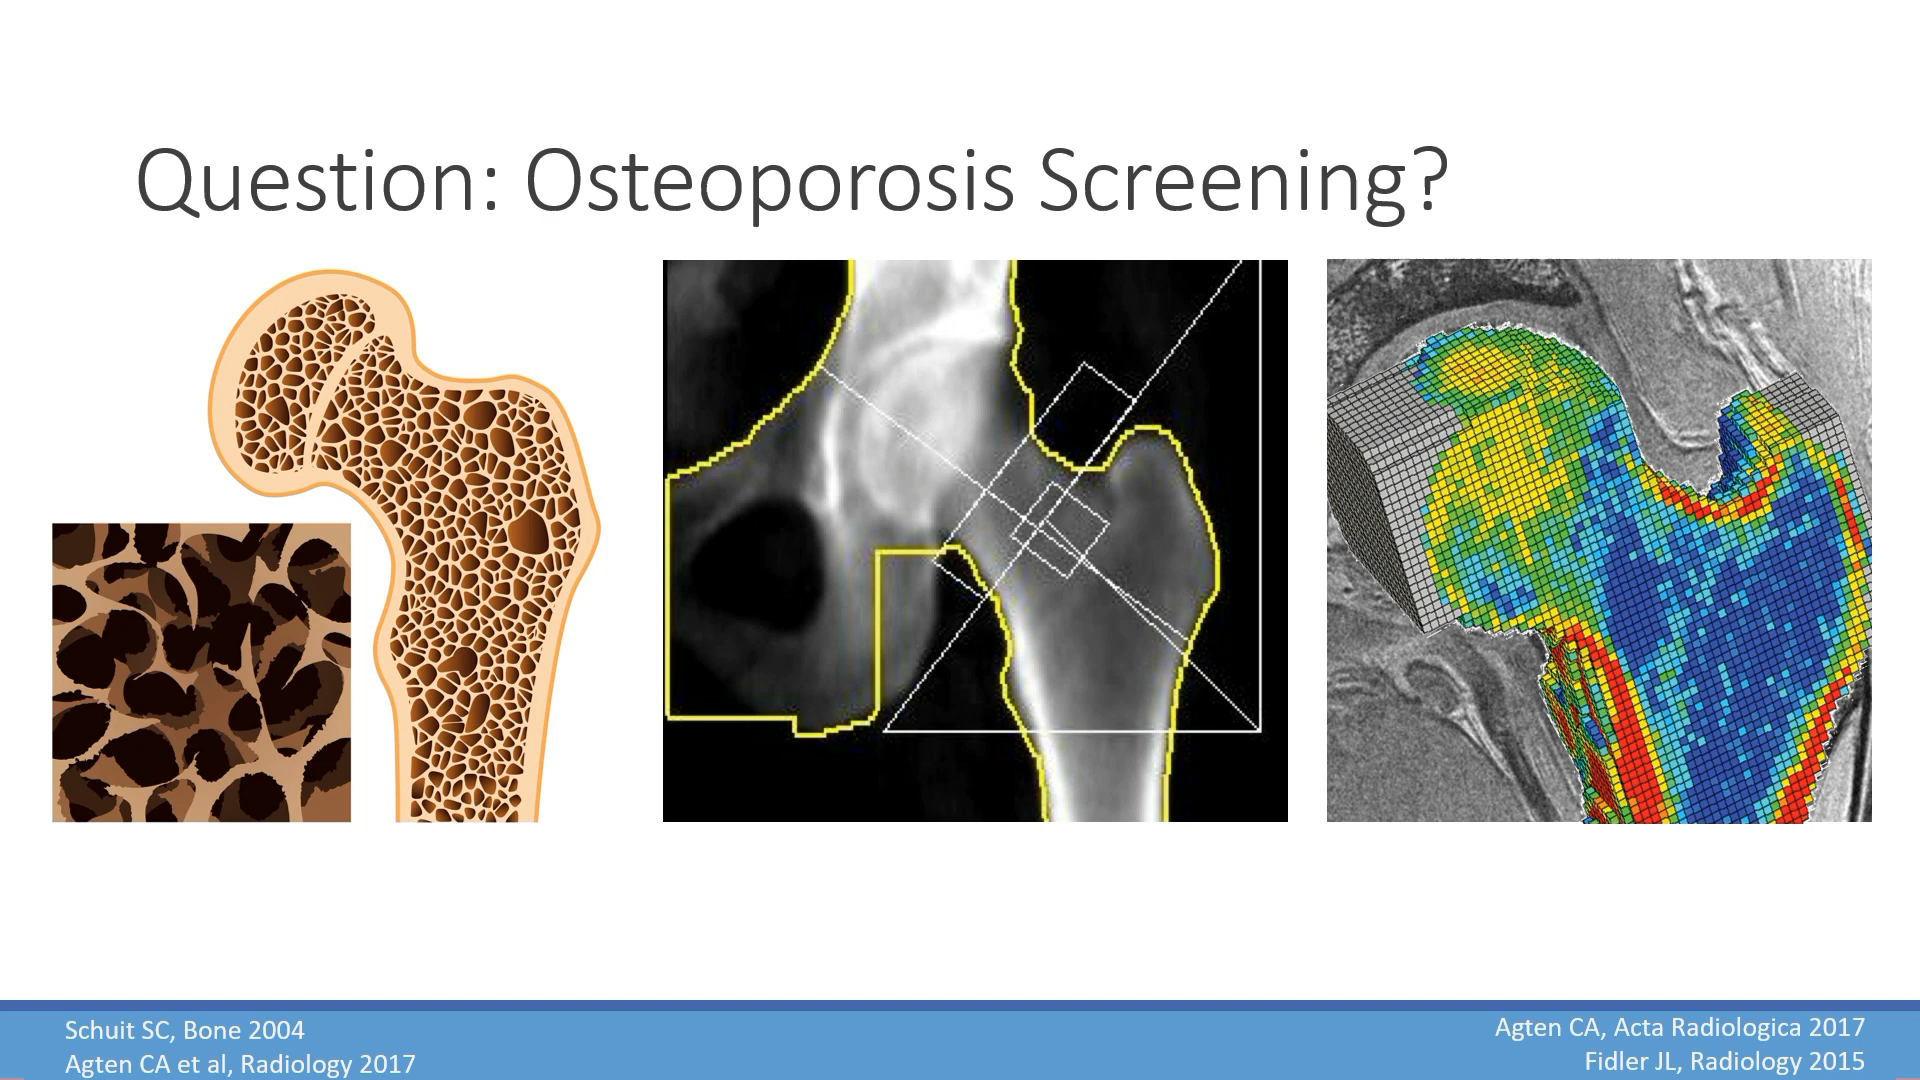 Question: Osteoporosis Screening?
Schuit SC, Bone 2004
Agten CA et al, Radiology 2017
Agten CA, Acta Radiologica 2017
Fidler JL, Radiology 2015